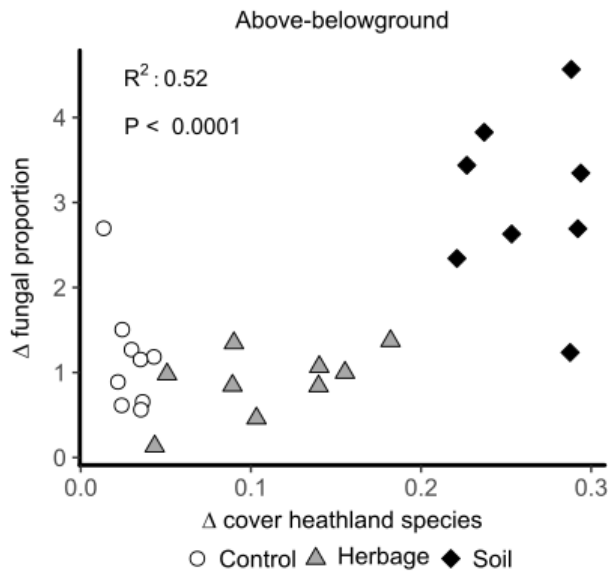 Above-belowground
R²: 0.52
P < 0.0001
Δ fungal proportion
4
3
2
1
0
0.0 0.1 0.2 0.3
Δ cover heathland species
Control Herbage Soil